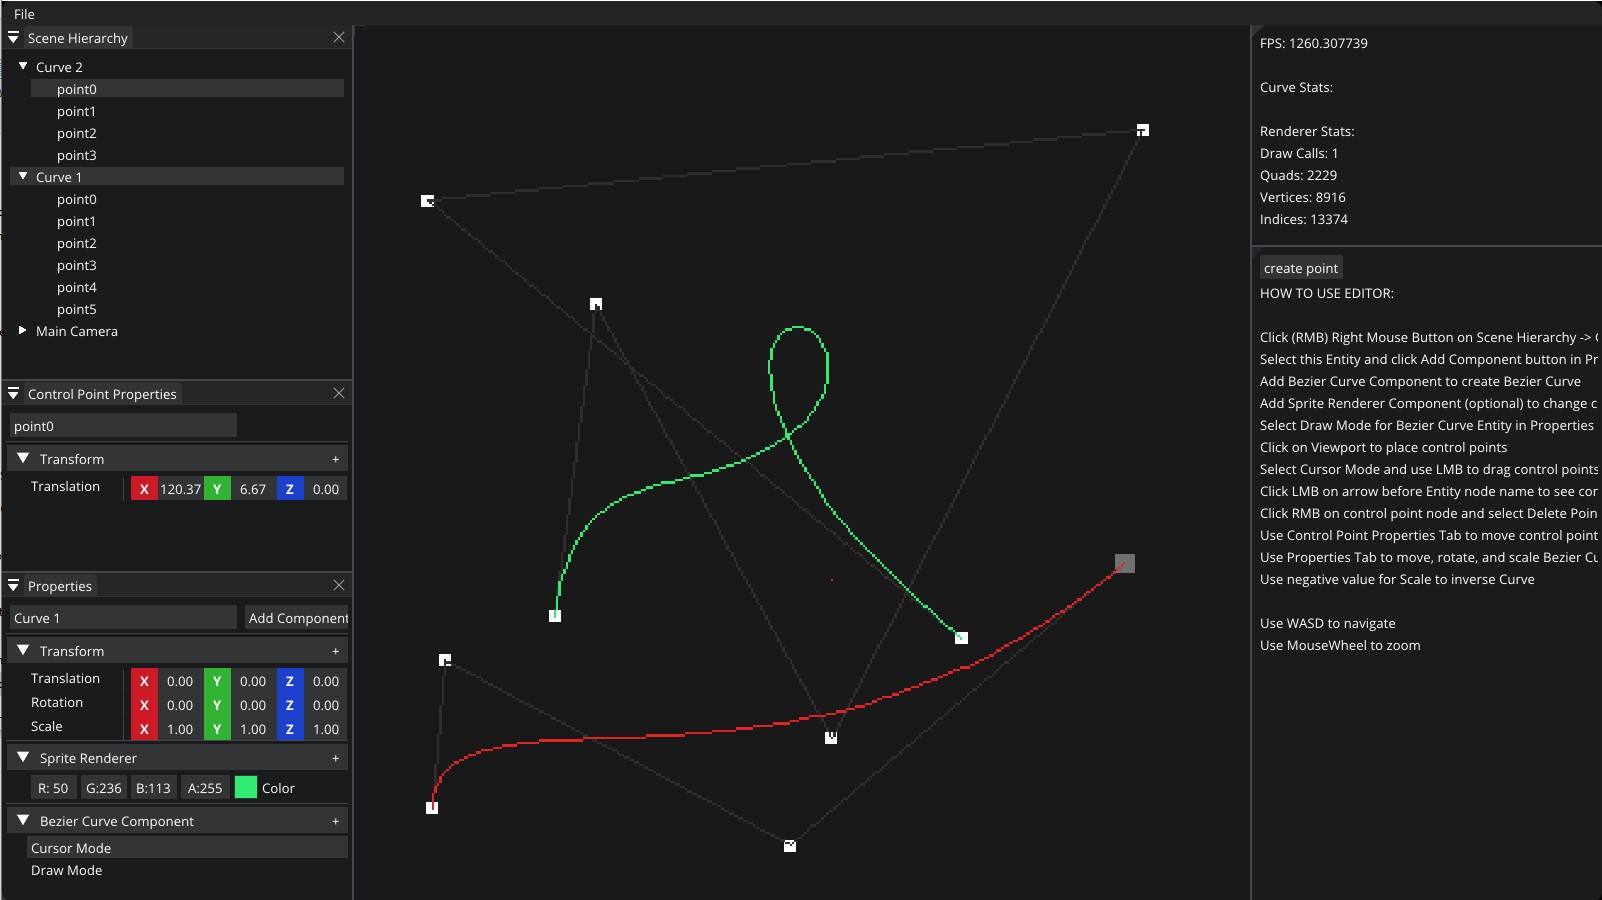 File
Scene Hierarchy
Curve 2
point0
point1
point2
point3
Curve 1
point0
point1
point2
point3
point4
point5
Main Camera
Control Point Properties
point0
Transform +
Translation X 120.37 Y 6.67 Z 0.00
Properties
Curve 1 Add Component
Transform +
Translation X 0.00 Y 0.00 Z 0.00
Rotation X 0.00 Y 0.00 Z 0.00
Scale X 1.00 Y 1.00 Z 1.00
Sprite Renderer +
R: 50 G:236 B:113 A:255 Color
Bezier Curve Component +
Cursor Mode
Draw Mode
FPS: 1260.307739
Curve Stats:
Renderer Stats:
Draw Calls: 1
Quads: 2229
Vertices: 8916
Indices: 13374
create point
HOW TO USE EDITOR:
Click (RMB) Right Mouse Button on Scene Hierarchy ->
Select this Entity and click Add Component button in Pr
Add Bezier Curve Component to create Bezier Curve
Add Sprite Renderer Component (optional) to change c
Select Draw Mode for Bezier Curve Entity in Properties
Click on Viewport to place control points
Select Cursor Mode and use LMB to drag control points
Click LMB on arrow before Entity node name to see cor
Click RMB on control point node and select Delete Poin
Use Control Point Properties Tab to move control point
Use Properties Tab to move, rotate, and scale Bezier Cu
Use negative value for Scale to inverse Curve
Use WASD to navigate
Use MouseWheel to zoom